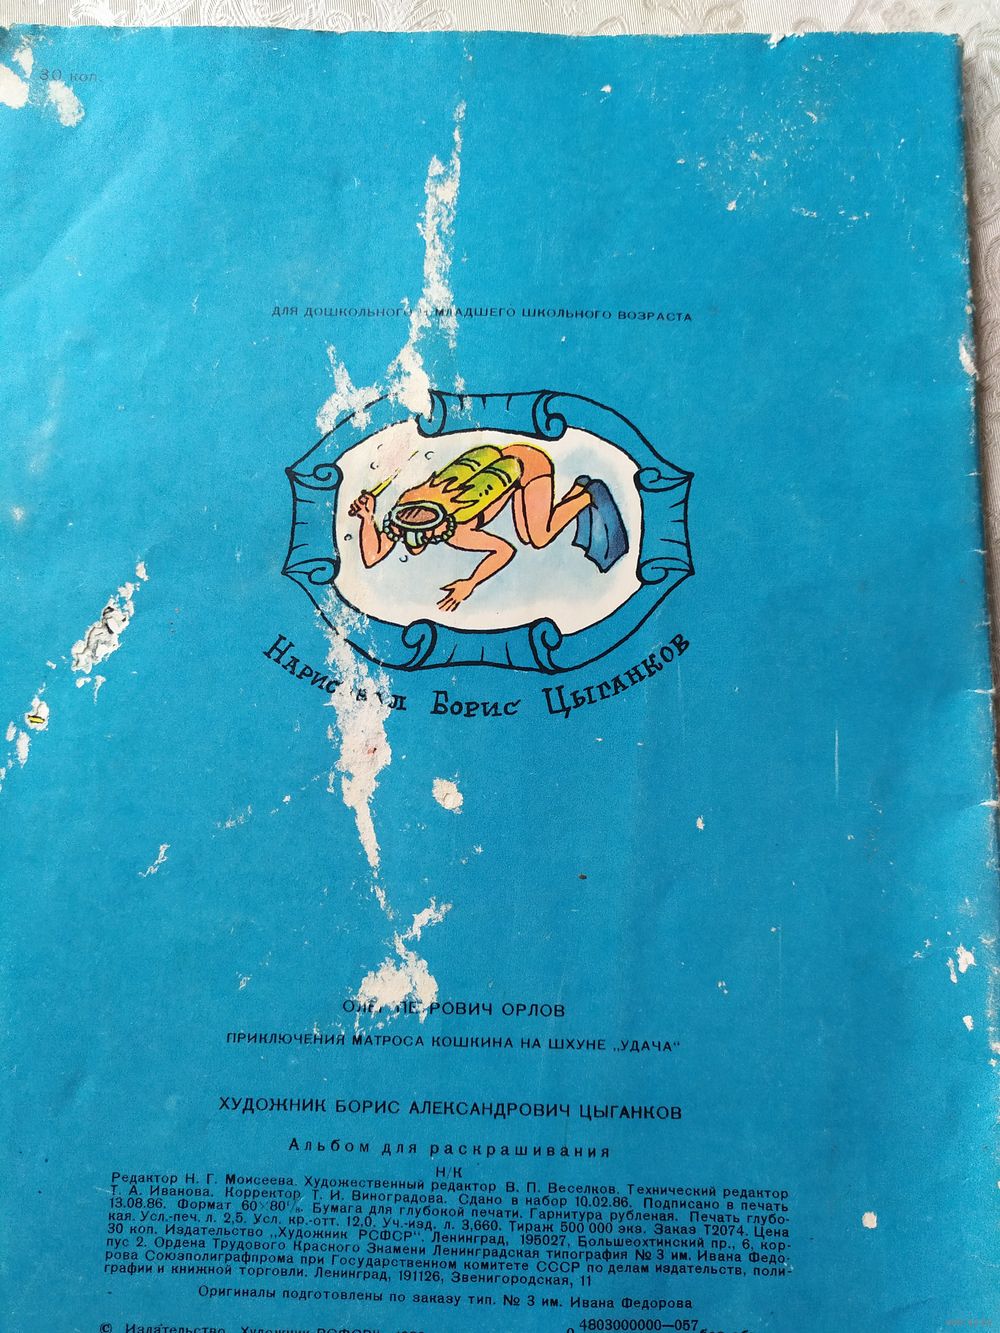 30 коп.
ДЛЯ ДОШКОЛЬНОГО И МЛАДШЕГО ШКОЛЬНОГО ВОЗРАСТА
НАРИСОВАЛ БОРИС ЦЫГАНКОВ
ОЛЕГ ПЕТРОВИЧ ОРЛОВ
ПРИКЛЮЧЕНИЯ МАТРОСА КОШКИНА НА ШХУНЕ „УДАЧА“
ХУДОЖНИК БОРИС АЛЕКСАНДРОВИЧ ЦЫГАНКОВ
Альбом для раскрашивания
Н/К
Редактор Н. Г. Моисеева. Художественный редактор В. П. Веселков. Технический редактор
Т. А. Иванова. Корректор Т. И. Виноградова. Сдано в набор 10.02.86. Подписано в печать
13.08.86. Формат 60×80¹/₈. Бумага для глубокой печати. Гарнитура рубленая. Печать глубо-
кая. Усл.-печ. л. 2,5. Усл. кр.-отт. 12,0. Уч.-изд. л. 3,660. Тираж 500 000 экз. Заказ Т2074. Цена
30 коп. Издательство „Художник РСФСР“. Ленинград, 195027, Большеохтинский пр., 6, кор-
пус 2. Ордена Трудового Красного Знамени Ленинградская типография № 3 им. Ивана Федо-
рова Союзполиграфпрома при Государственном комитете СССР по делам издательств, поли-
графии и книжной торговли. Ленинград, 191126, Звенигородская, 11
Оригиналы подготовлены по заказу тип. № 3 им. Ивана Федорова
© Издательство
4803000000—057